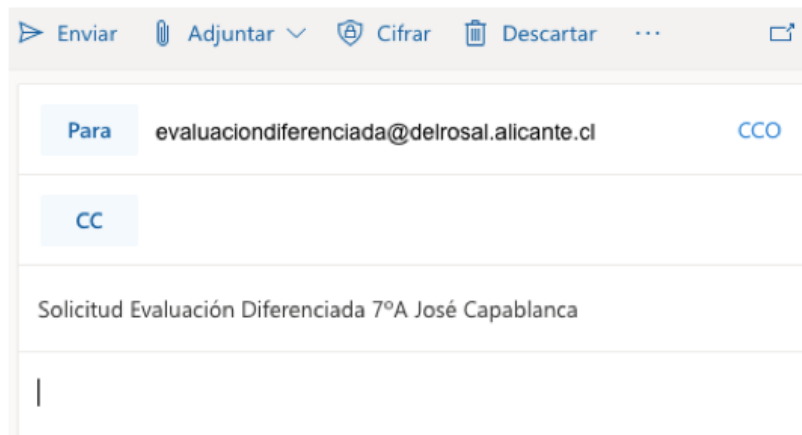 Enviar Adjuntar Cifrar Descartar ...
Para evaluaciondiferenciada@delrosal.alicante.cl CCO
CC
Solicitud Evaluación Diferenciada 7ºA José Capablanca